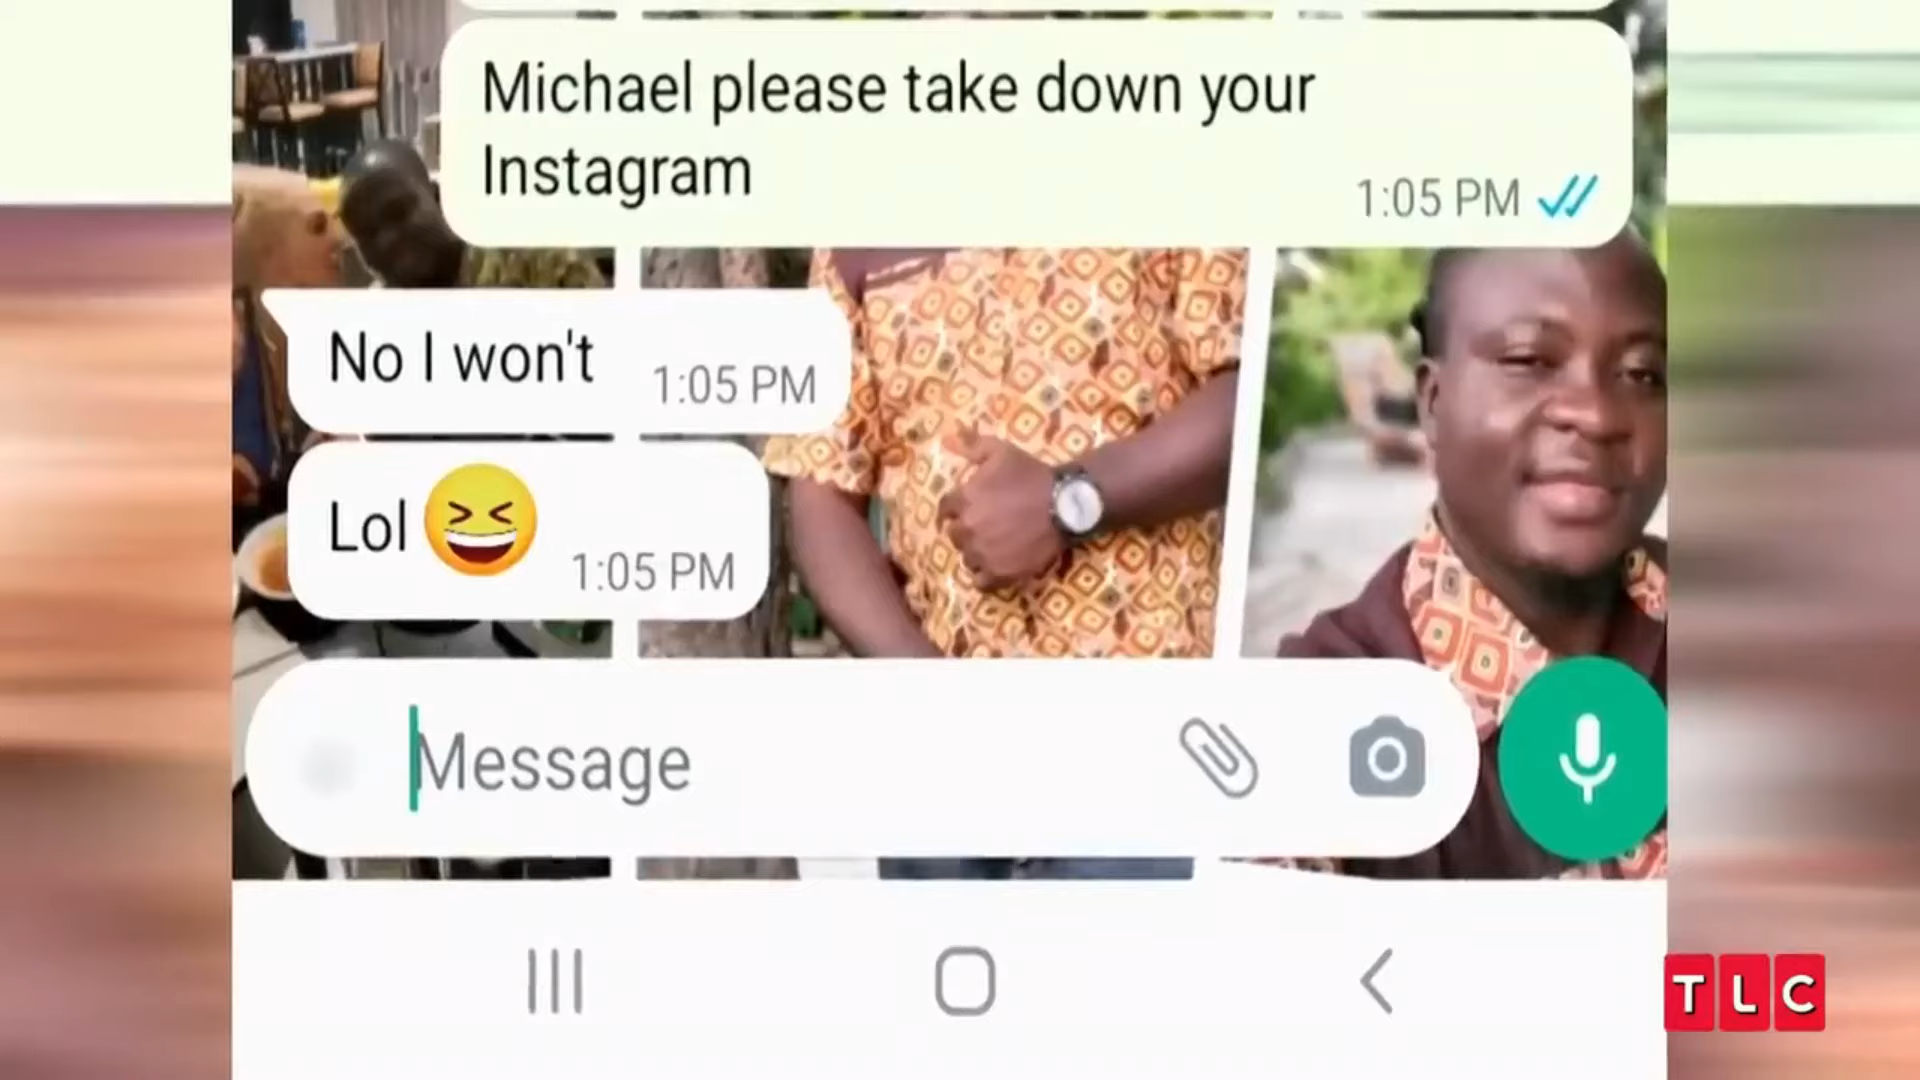 Michael please take down your
Instagram
1:05 PM
No I won't
1:05 PM
Lol
1:05 PM
Message
TLC